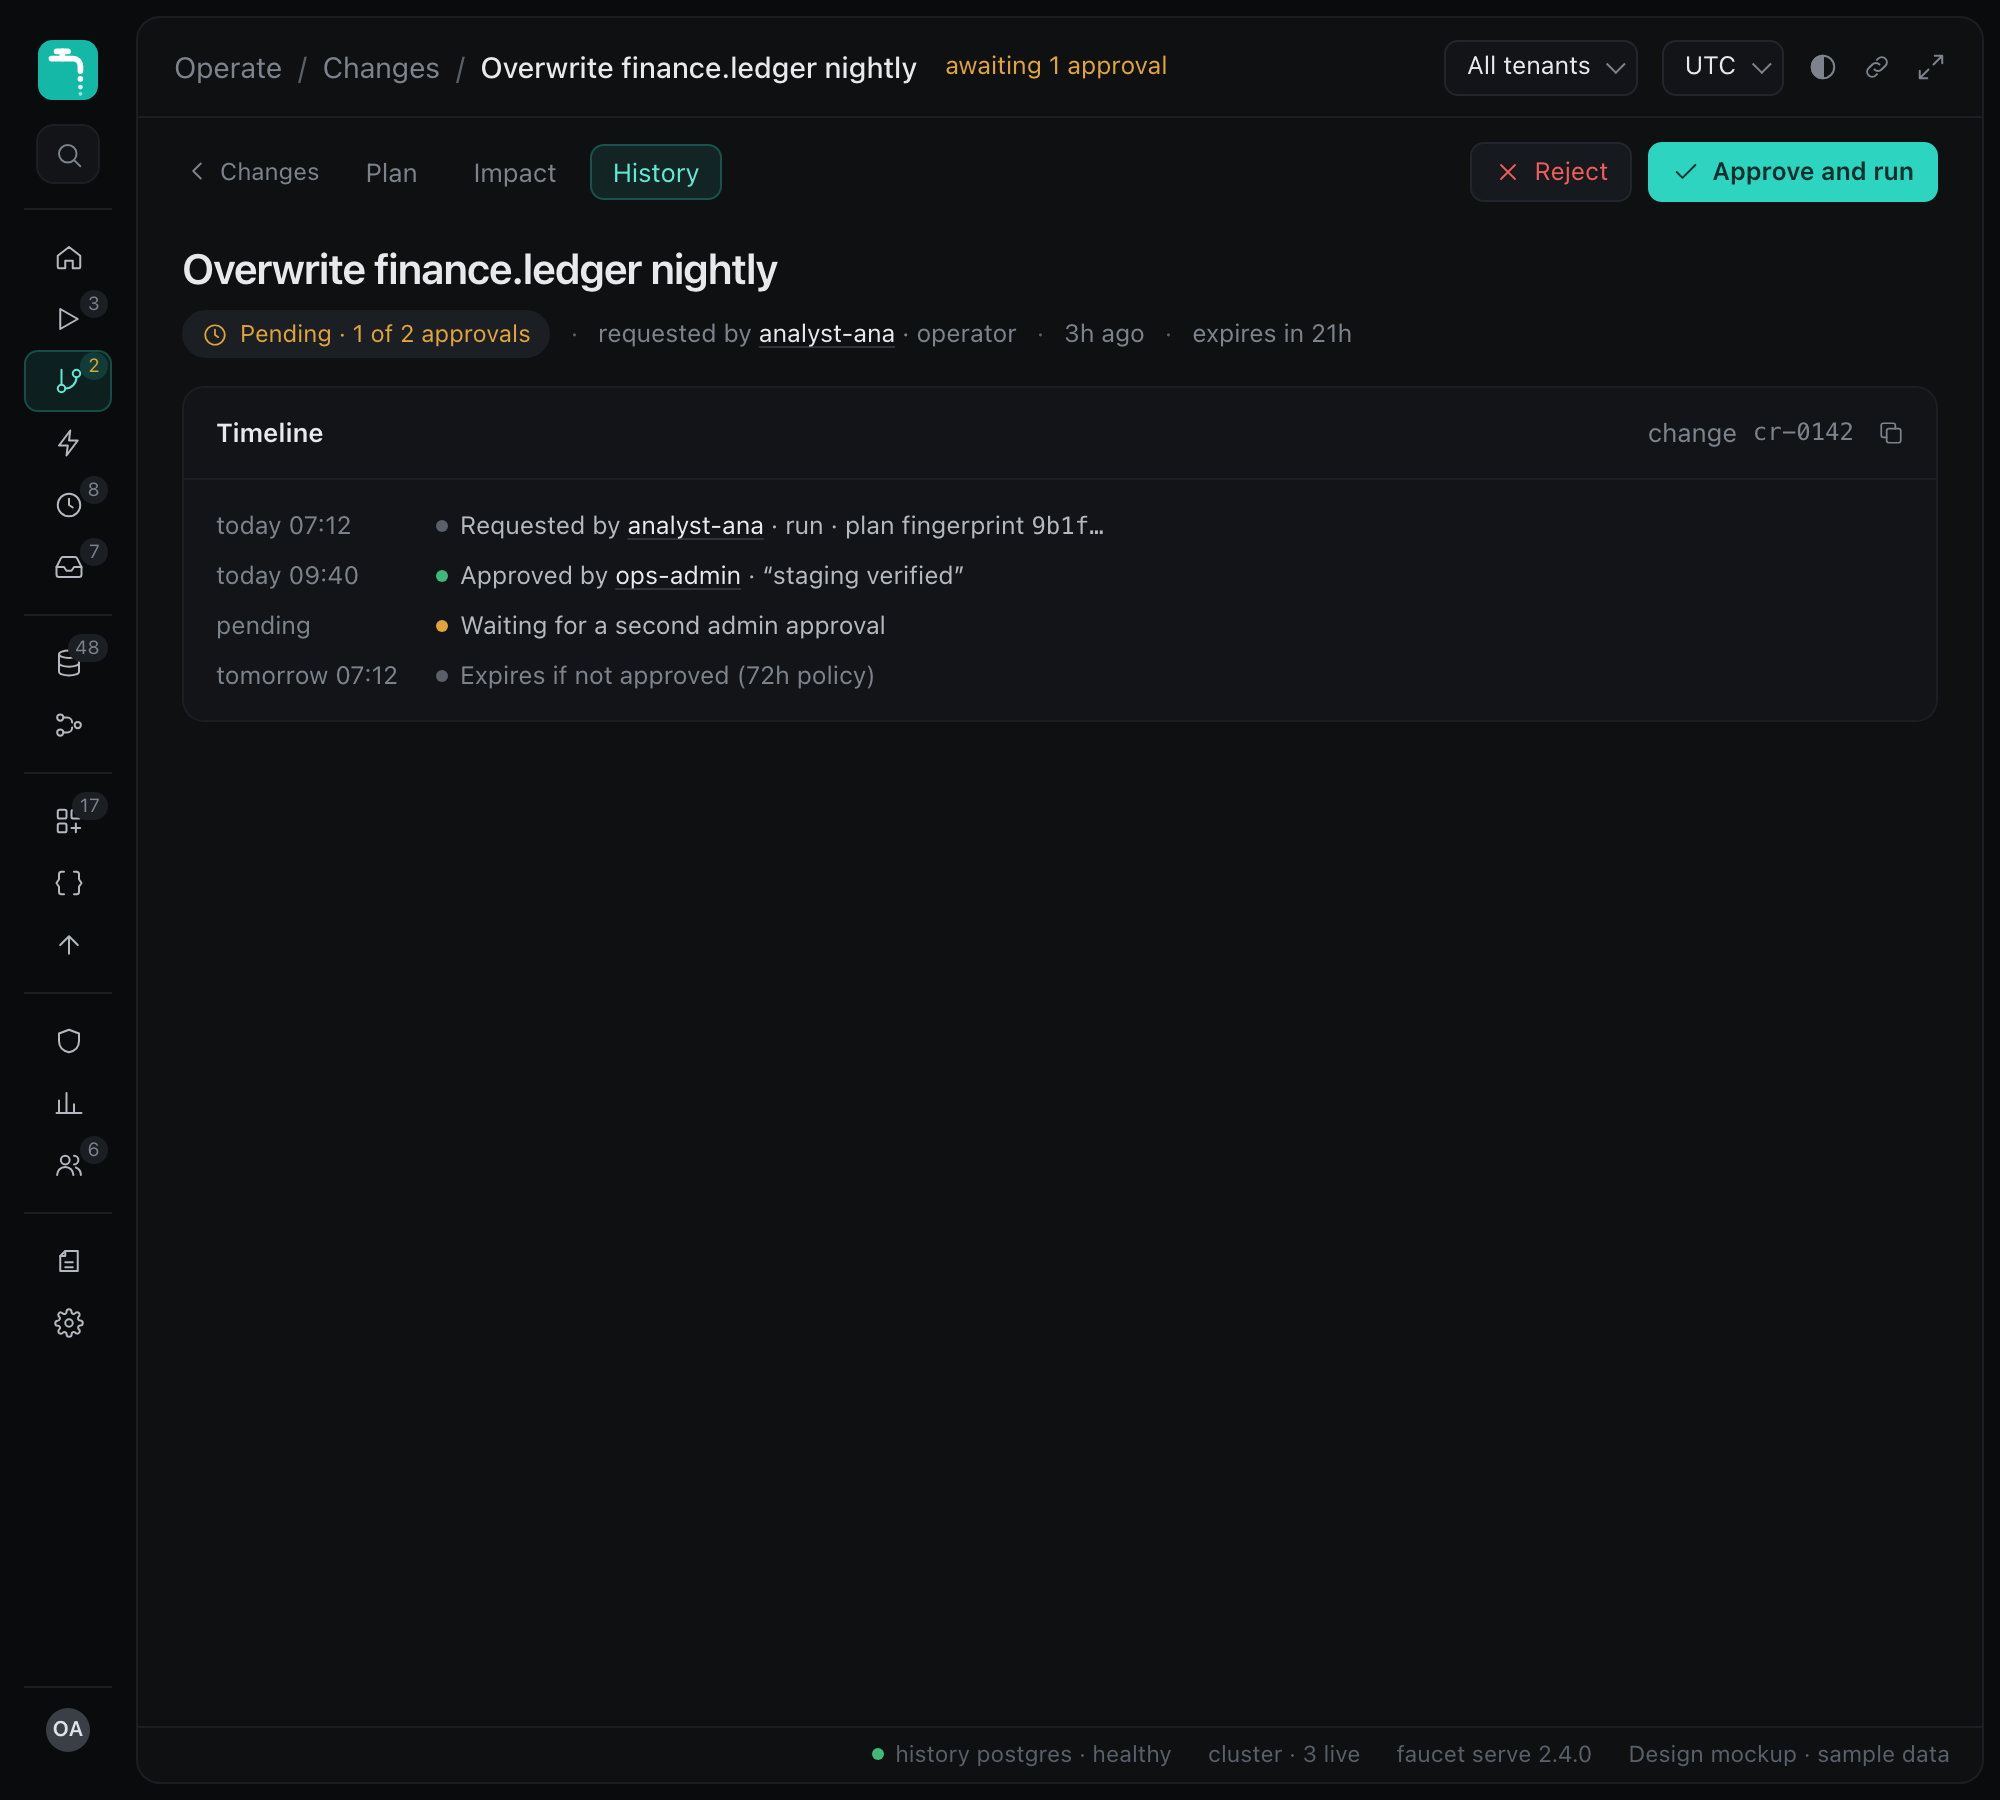 Operate / Changes / Overwrite finance.ledger nightly awaiting 1 approval All tenants UTC
Changes Plan Impact History Reject Approve and run
Overwrite finance.ledger nightly
Pending · 1 of 2 approvals · requested by analyst-ana · operator · 3h ago · expires in 21h
Timeline change cr-0142
today 07:12 Requested by analyst-ana · run · plan fingerprint 9b1f…
today 09:40 Approved by ops-admin · “staging verified”
pending Waiting for a second admin approval
tomorrow 07:12 Expires if not approved (72h policy)
3
2
8
7
48
17
6
OA
history postgres · healthy cluster · 3 live faucet serve 2.4.0 Design mockup · sample data